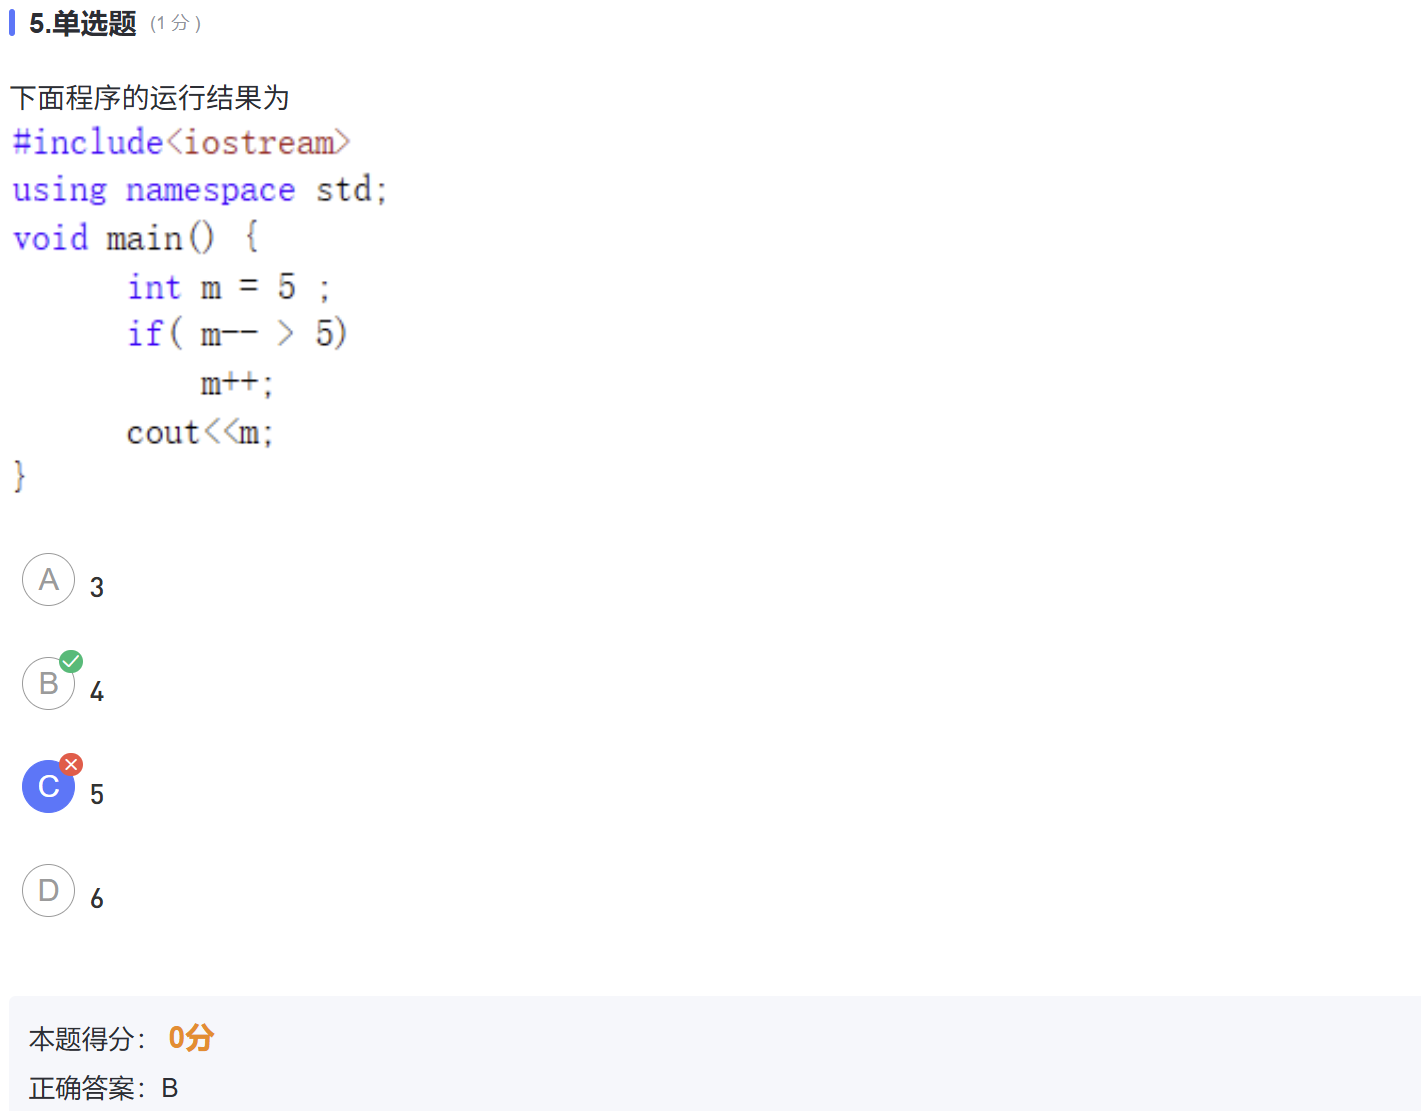 5.单选题 (1 分)
下面程序的运行结果为
#include<iostream>
using namespace std;
void main() {
int m = 5 ;
if( m-- > 5)
m++;
cout<<m;
}
A 3
B 4
C 5
D 6
本题得分： 0分
正确答案：B